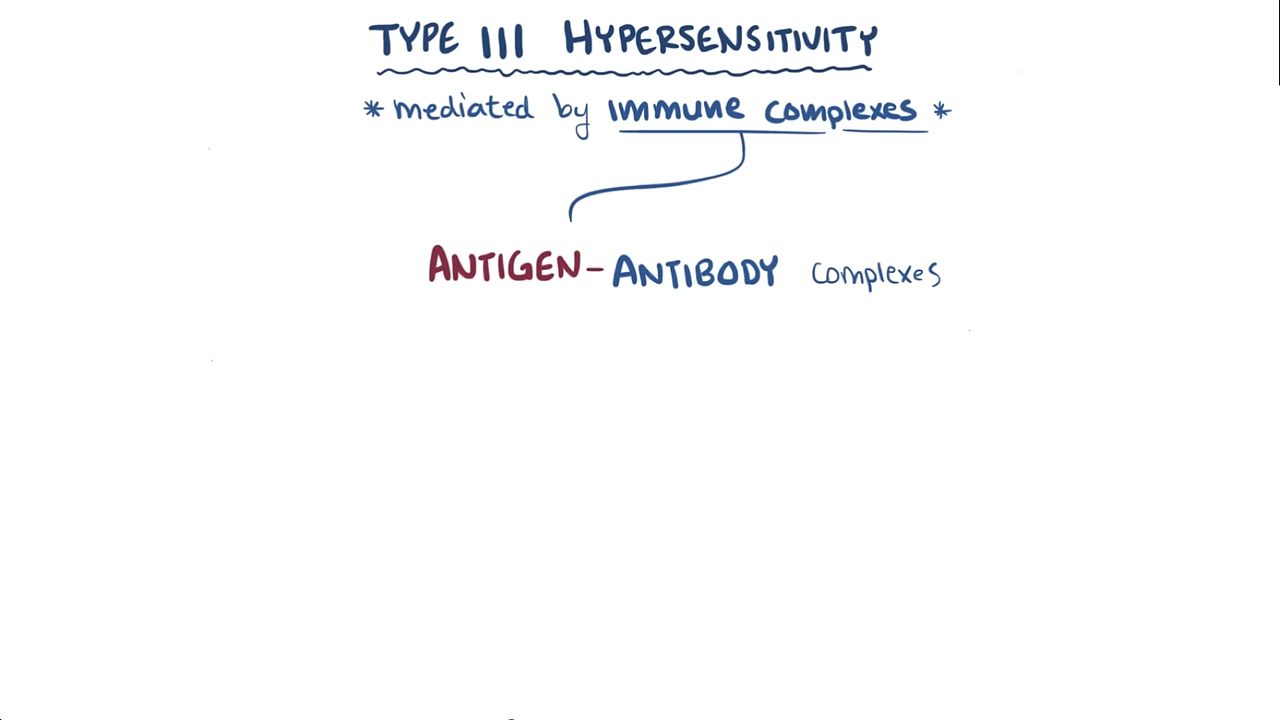 TYPE III HYPERSENSITIVITY
* mediated by immune complexes *
ANTIGEN-ANTIBODY complexes